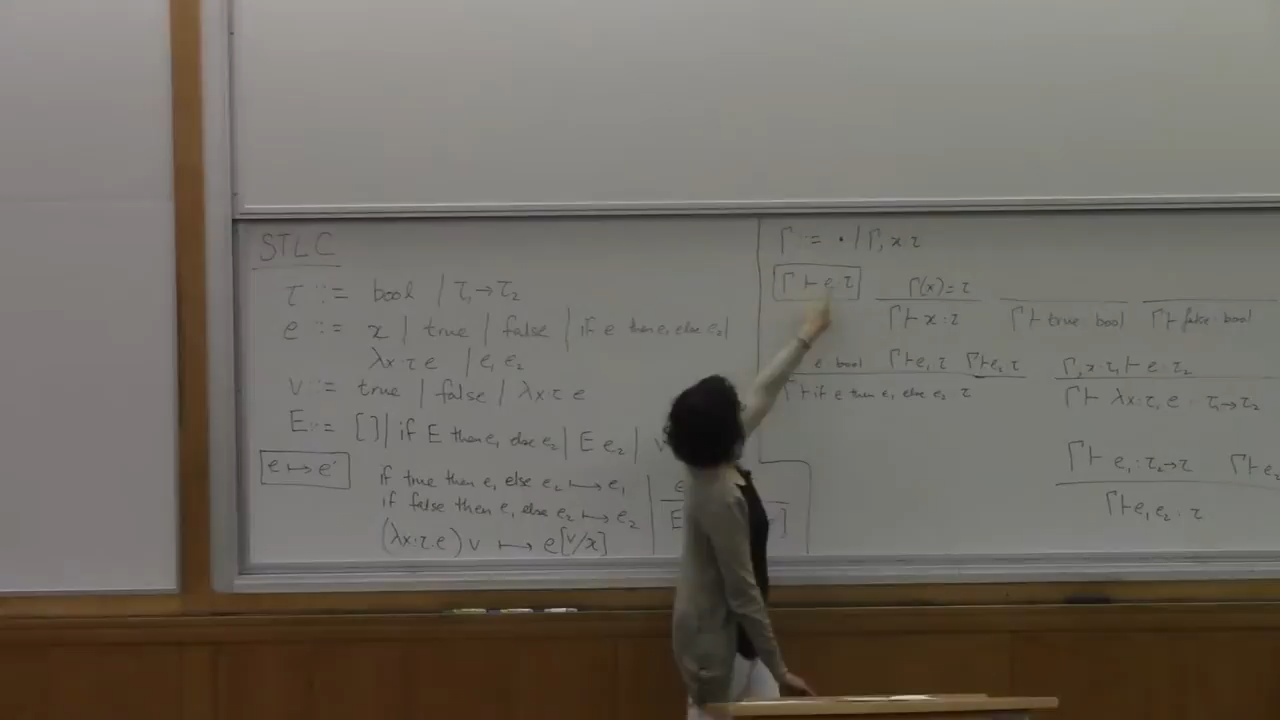 STLC
τ ::= bool | τ₁→τ₂
e ::= x | true | false | if e then e₁ else e₂ |
λx:τ.e | e₁ e₂
v ::= true | false | λx:τ.e
E ::= [] | if E then e₁ else e₂ | E e₂ | v
e ↦ e'
if true then e₁ else e₂ ↦ e₁
if false then e₁ else e₂ ↦ e₂
(λx:τ.e) v ↦ e[v/x]
Γ ::= · | Γ, x:τ
Γ ⊢ e:τ
Γ(x) = τ
Γ ⊢ x:τ
Γ ⊢ true : bool
Γ ⊢ false : bool
e : bool Γ ⊢ e₁:τ Γ ⊢ e₂:τ
Γ ⊢ if e then e₁ else e₂ : τ
Γ, x:τ₁ ⊢ e:τ₂
Γ ⊢ λx:τ₁.e : τ₁→τ₂
Γ ⊢ e₁ : τ₂→τ Γ ⊢ e₂
Γ ⊢ e₁ e₂ : τ